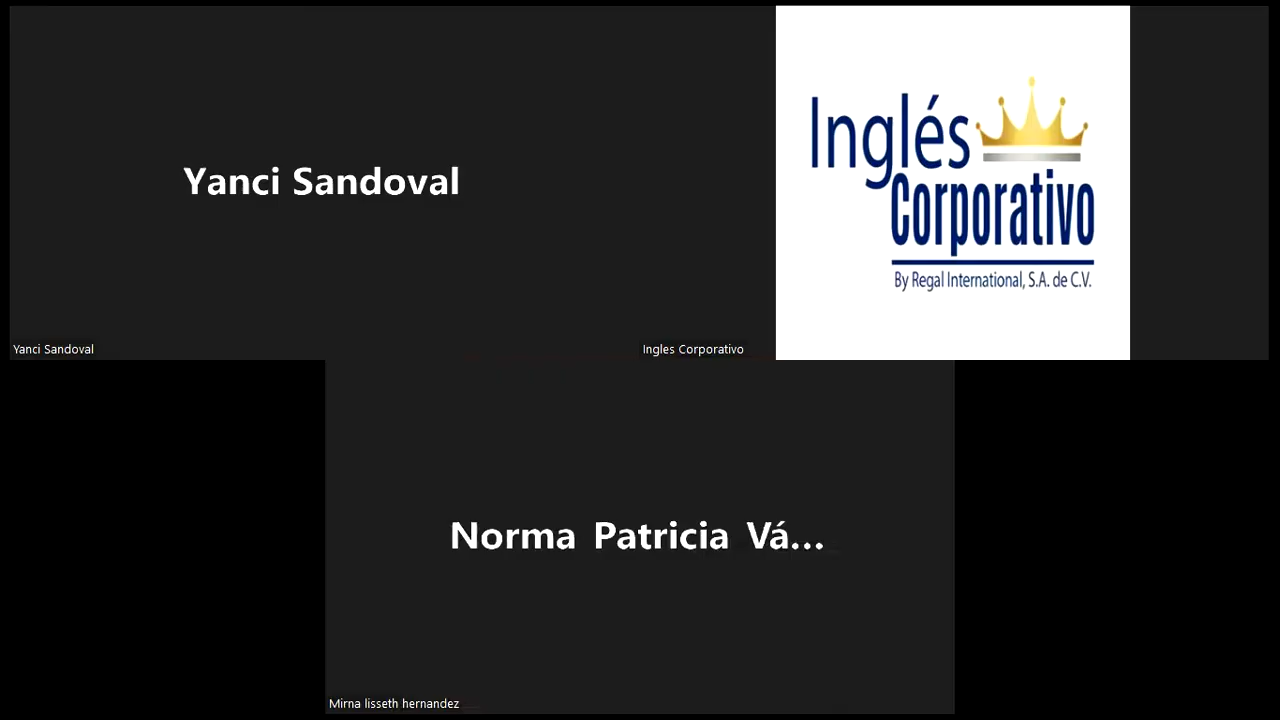 Yanci Sandoval
Yanci Sandoval
Inglés
Corporativo
By Regal International, S.A. de C.V.
Ingles Corporativo
Norma Patricia Vá...
Mirna lisseth hernandez